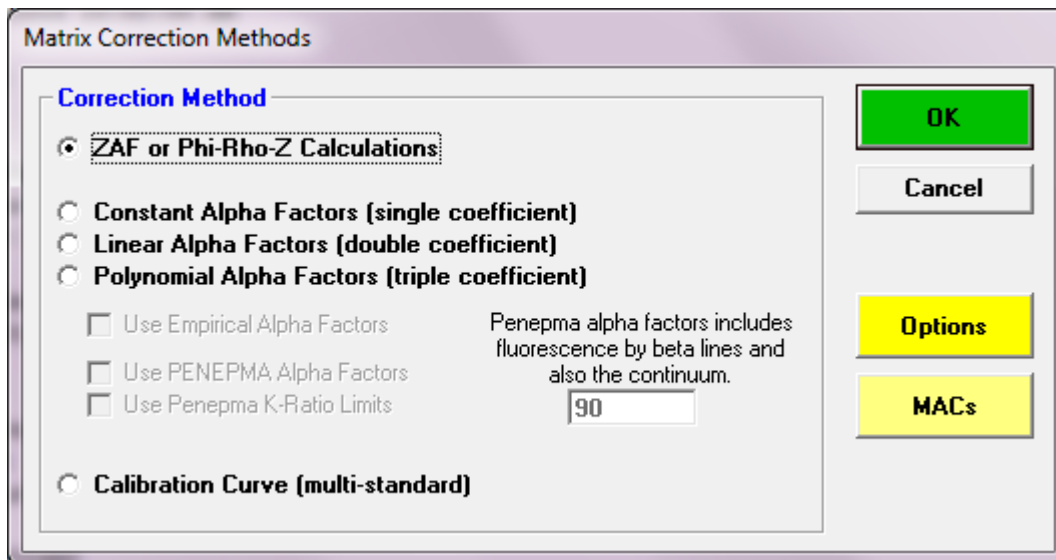 Matrix Correction Methods
Correction Method
ZAF or Phi-Rho-Z Calculations
Constant Alpha Factors (single coefficient)
Linear Alpha Factors (double coefficient)
Polynomial Alpha Factors (triple coefficient)
Use Empirical Alpha Factors
Use PENEPMA Alpha Factors
Use Penepma K-Ratio Limits
Penepma alpha factors includes
fluorescence by beta lines and
also the continuum.
90
Calibration Curve (multi-standard)
OK
Cancel
Options
MACs